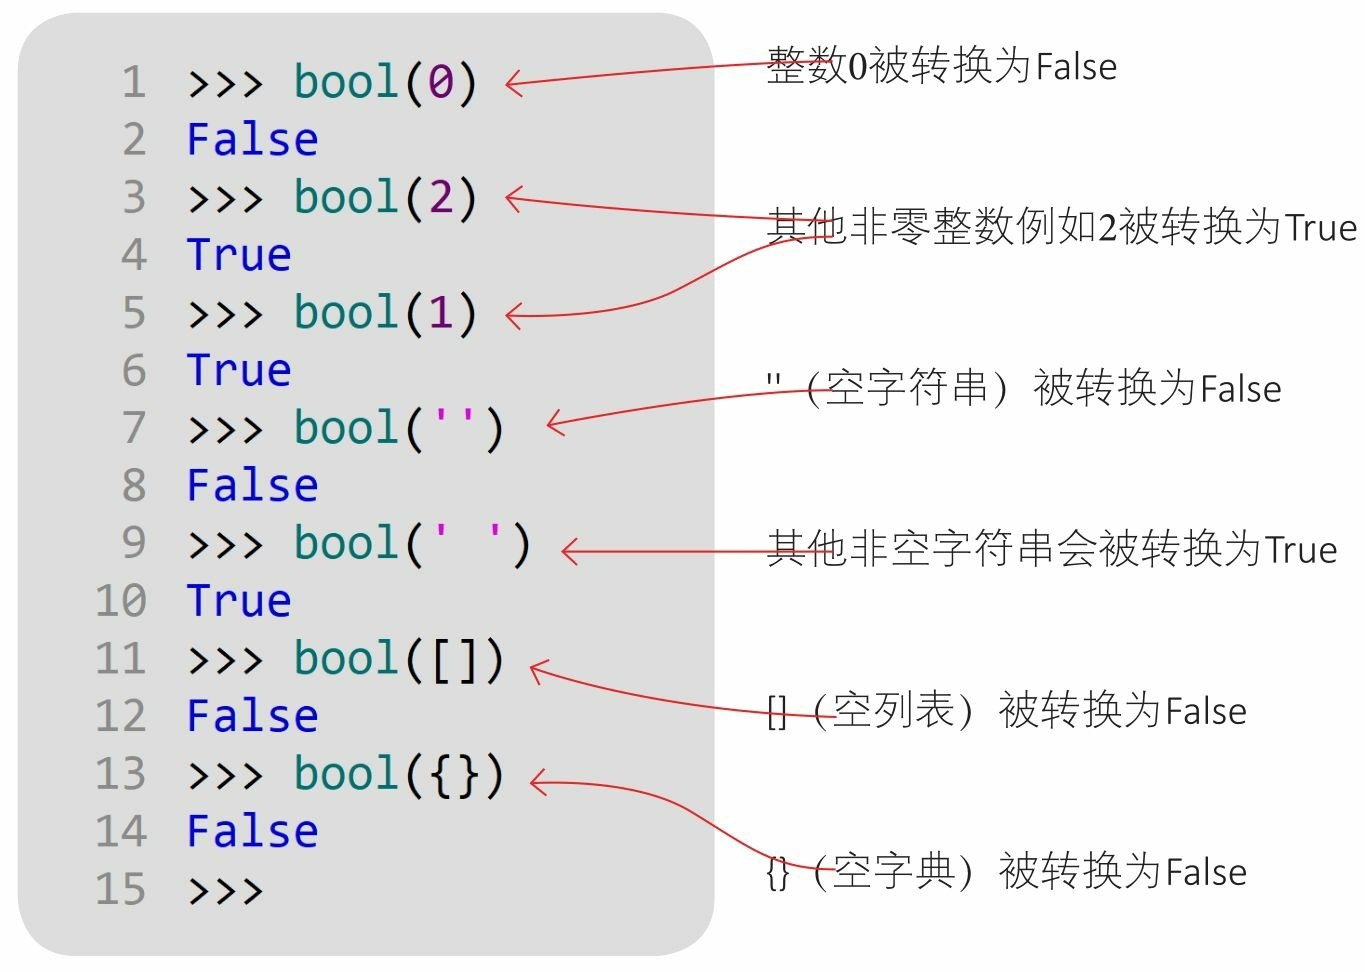 1 >>> bool(0)
2 False
3 >>> bool(2)
4 True
5 >>> bool(1)
6 True
7 >>> bool('')
8 False
9 >>> bool(' ')
10 True
11 >>> bool([])
12 False
13 >>> bool({})
14 False
15 >>>
整数0被转换为False
其他非零整数例如2被转换为True
''（空字符串）被转换为False
其他非空字符串会被转换为True
[]（空列表）被转换为False
{}（空字典）被转换为False